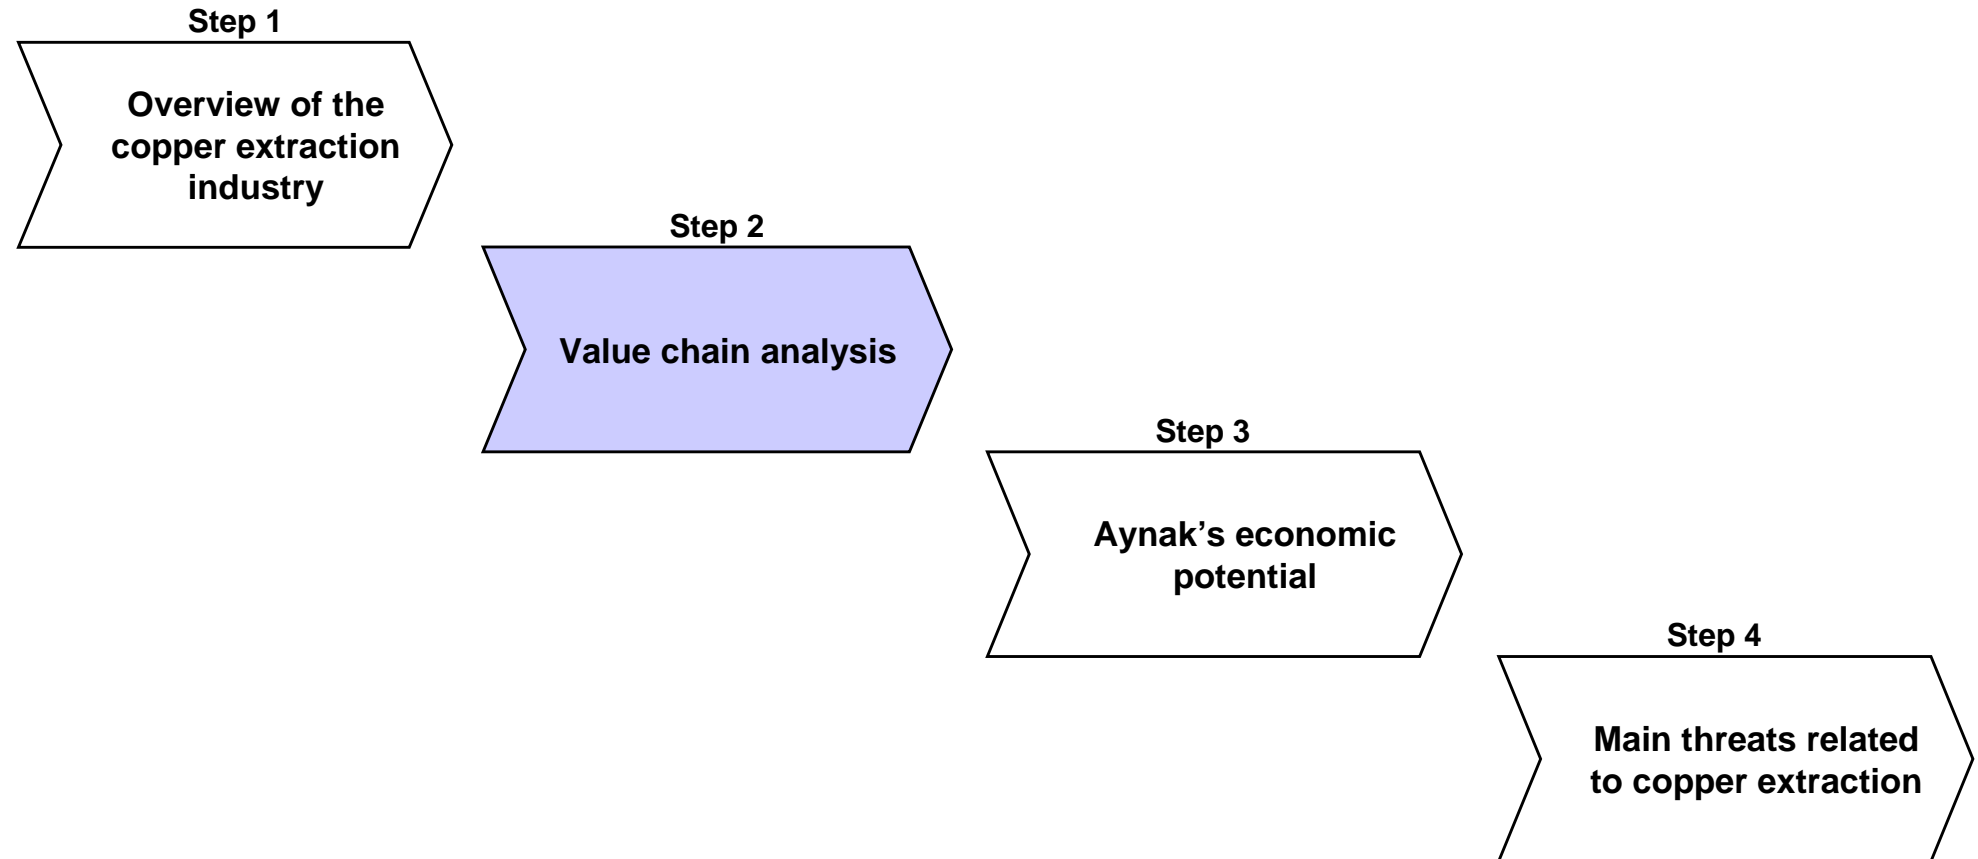 Step 1
Overview of the
copper extraction
industry
Step 2
Value chain analysis
Step 3
Aynak’s economic
potential
Step 4
Main threats related
to copper extraction